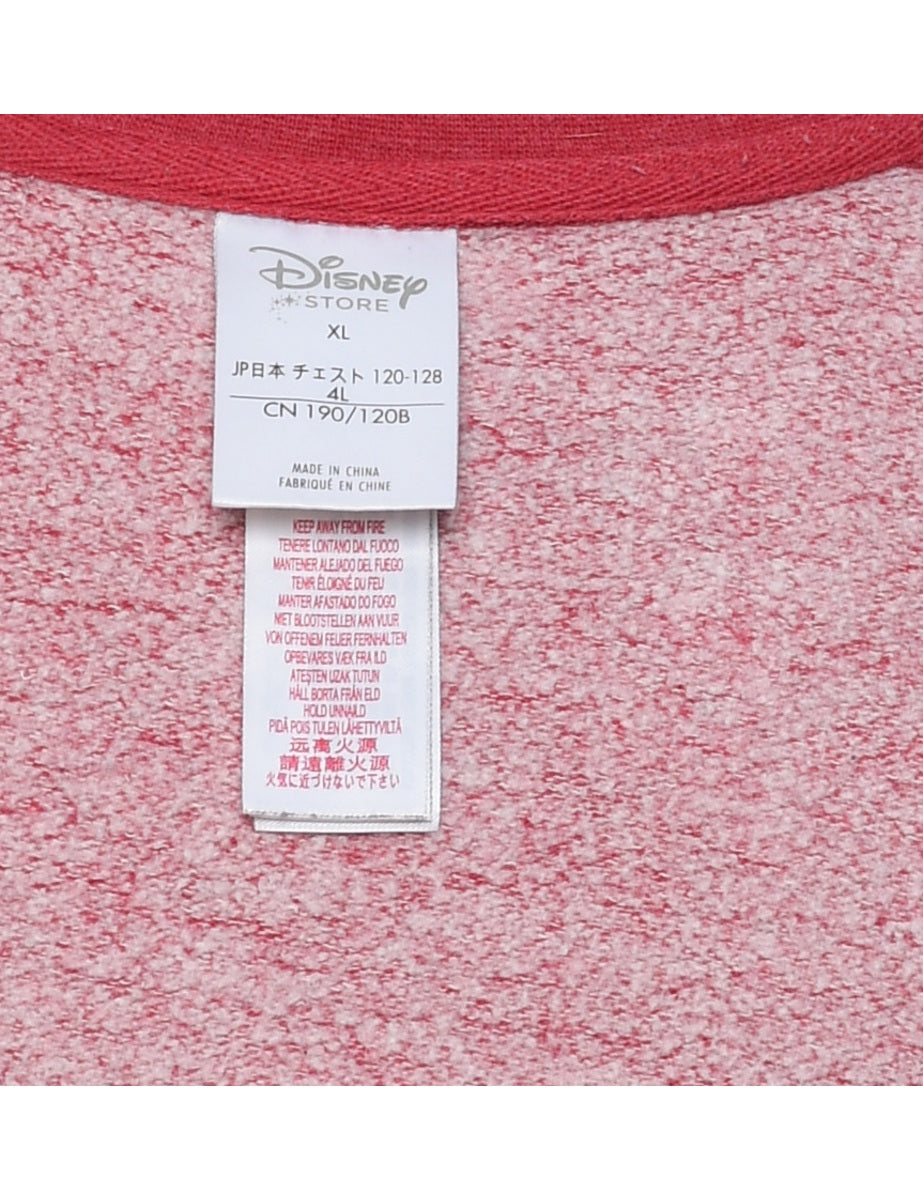 Disney
STORE
XL
JP日本 チェスト 120-128
4L
CN 190/120B
MADE IN CHINA
FABRIQUÉ EN CHINE
KEEP AWAY FROM FIRE
TENERE LONTANO DAL FUOCO
MANTENER ALEJADO DEL FUEGO
TENIR ÉLOIGNÉ DU FEU
MANTER AFASTADO DO FOGO
NIET BLOOTSTELLEN AAN VUUR
VON OFFENEM FEUER FERNHALTEN
OPBEVARES VÆK FRA ILD
ATEŞTEN UZAK TUTUN
HÅLL BORTA FRÅN ELD
HOLD UNNA ILD
PIDÄ POIS TULEN LÄHETTYVILTÄ
远离火源
請遠離火源
火気に近づけないで下さい